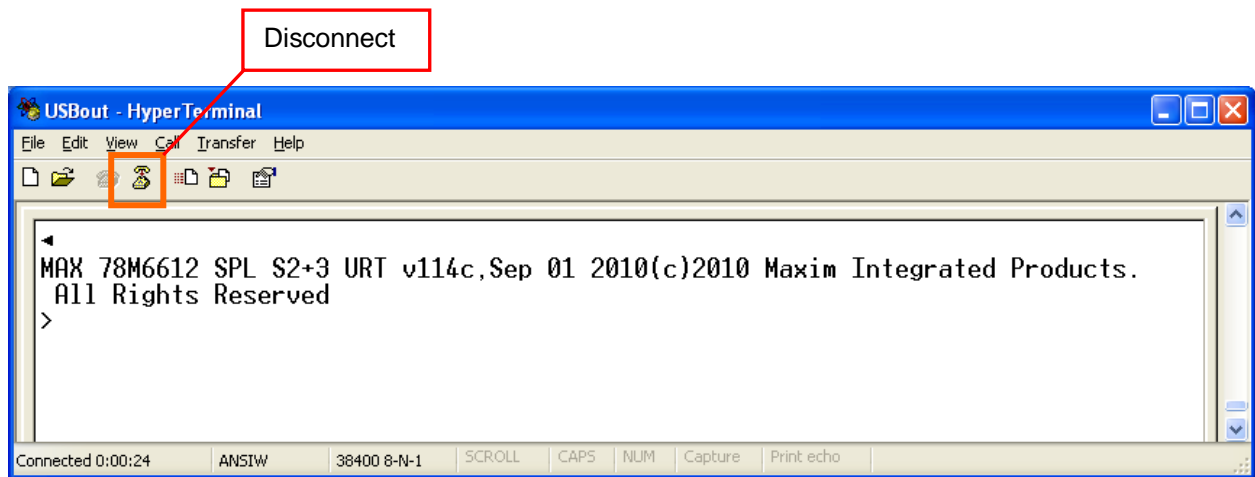 Disconnect
USBout - HyperTerminal
File Edit View Call Transfer Help
MAX 78M6612 SPL S2+3 URT v114c,Sep 01 2010(c)2010 Maxim Integrated Products.
All Rights Reserved
>
Connected 0:00:24 ANSIW 38400 8-N-1 SCROLL CAPS NUM Capture Print echo